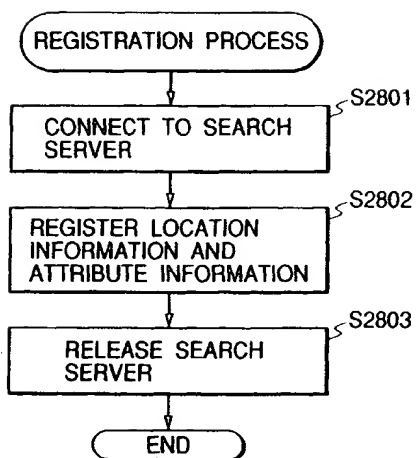 REGISTRATION PROCESS
S2801
CONNECT TO SEARCH
SERVER
S2802
REGISTER LOCATION
INFORMATION AND
ATTRIBUTE INFORMATION
S2803
RELEASE SEARCH
SERVER
END